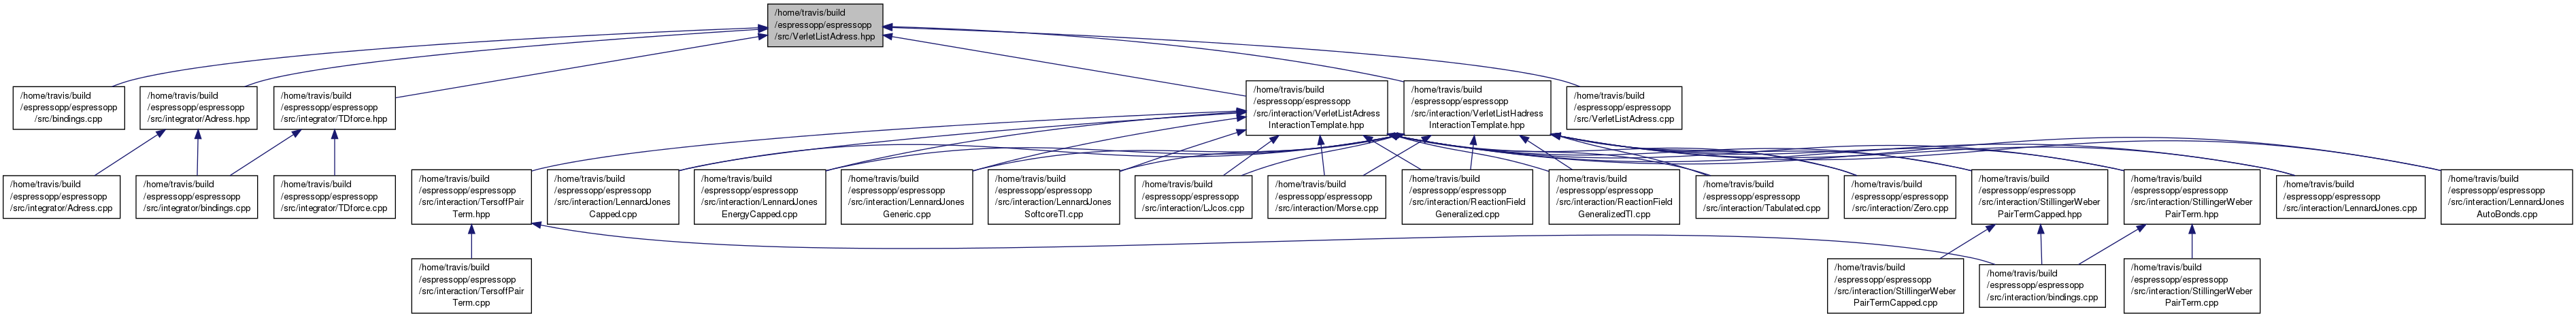 /home/travis/build
/espressopp/espressopp
/src/VerletListAdress.hpp
/home/travis/build
/espressopp/espressopp
/src/bindings.cpp
/home/travis/build
/espressopp/espressopp
/src/integrator/Adress.hpp
/home/travis/build
/espressopp/espressopp
/src/integrator/TDforce.hpp
/home/travis/build
/espressopp/espressopp
/src/interaction/VerletListAdress
InteractionTemplate.hpp
/home/travis/build
/espressopp/espressopp
/src/interaction/VerletListHadress
InteractionTemplate.hpp
/home/travis/build
/espressopp/espressopp
/src/VerletListAdress.cpp
/home/travis/build
/espressopp/espressopp
/src/integrator/Adress.cpp
/home/travis/build
/espressopp/espressopp
/src/integrator/bindings.cpp
/home/travis/build
/espressopp/espressopp
/src/integrator/TDforce.cpp
/home/travis/build
/espressopp/espressopp
/src/interaction/TersoffPair
Term.hpp
/home/travis/build
/espressopp/espressopp
/src/interaction/LennardJones
Capped.cpp
/home/travis/build
/espressopp/espressopp
/src/interaction/LennardJones
EnergyCapped.cpp
/home/travis/build
/espressopp/espressopp
/src/interaction/LennardJones
Generic.cpp
/home/travis/build
/espressopp/espressopp
/src/interaction/LennardJones
SoftcoreTI.cpp
/home/travis/build
/espressopp/espressopp
/src/interaction/LJcos.cpp
/home/travis/build
/espressopp/espressopp
/src/interaction/Morse.cpp
/home/travis/build
/espressopp/espressopp
/src/interaction/ReactionField
Generalized.cpp
/home/travis/build
/espressopp/espressopp
/src/interaction/ReactionField
GeneralizedTI.cpp
/home/travis/build
/espressopp/espressopp
/src/interaction/Tabulated.cpp
/home/travis/build
/espressopp/espressopp
/src/interaction/Zero.cpp
/home/travis/build
/espressopp/espressopp
/src/interaction/StillingerWeber
PairTermCapped.hpp
/home/travis/build
/espressopp/espressopp
/src/interaction/StillingerWeber
PairTerm.hpp
/home/travis/build
/espressopp/espressopp
/src/interaction/LennardJones.cpp
/home/travis/build
/espressopp/espressopp
/src/interaction/LennardJones
AutoBonds.cpp
/home/travis/build
/espressopp/espressopp
/src/interaction/TersoffPair
Term.cpp
/home/travis/build
/espressopp/espressopp
/src/interaction/StillingerWeber
PairTermCapped.cpp
/home/travis/build
/espressopp/espressopp
/src/interaction/bindings.cpp
/home/travis/build
/espressopp/espressopp
/src/interaction/StillingerWeber
PairTerm.cpp